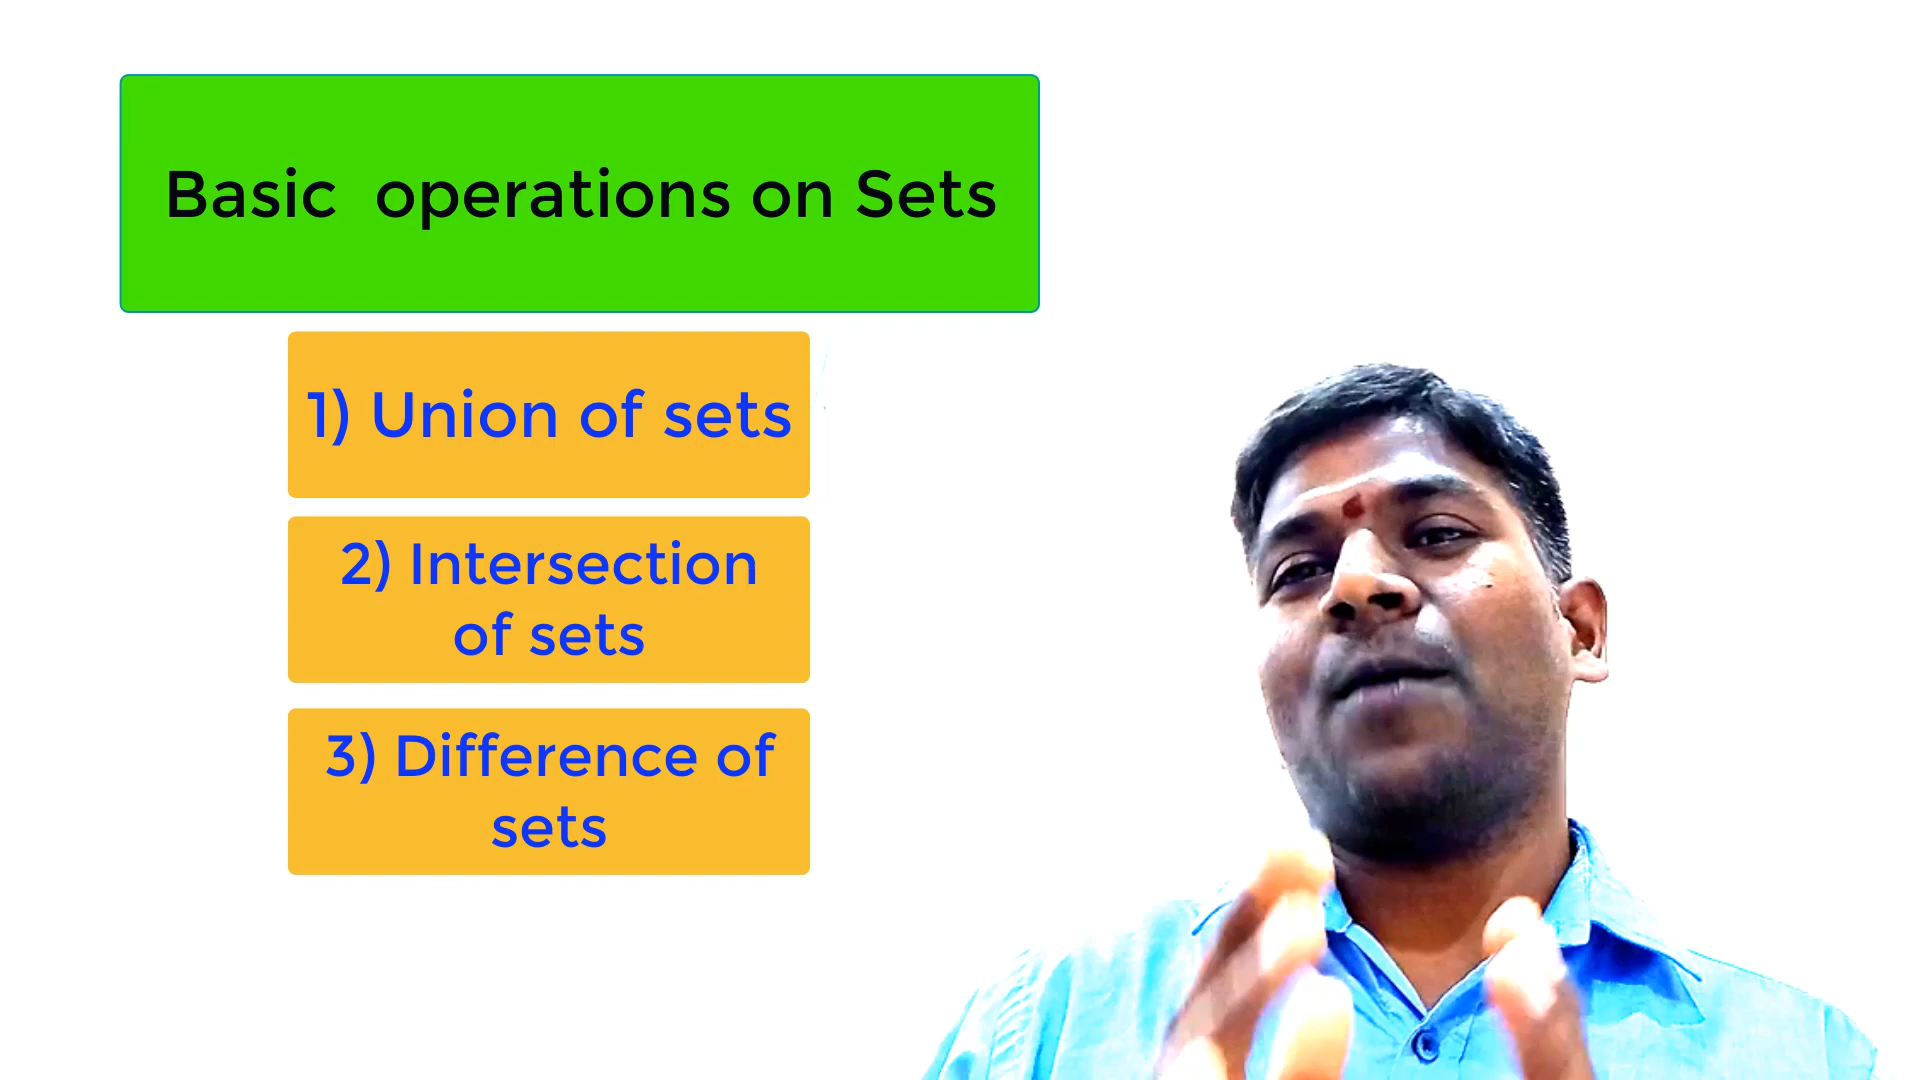 Basic  operations on Sets
1) Union of sets
2) Intersection
of sets
3) Difference of
sets